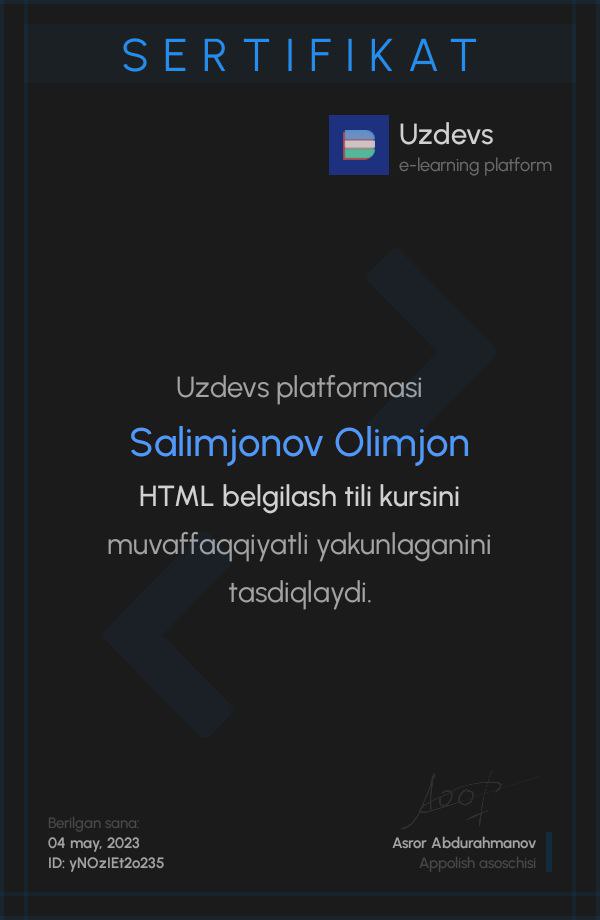 SERTIFIKAT
Uzdevs
e-learning platform
Uzdevs platformasi
Salimjonov Olimjon
HTML belgilash tili kursini
muvaffaqqiyatli yakunlaganini
tasdiqlaydi.
Berilgan sana:
04 may, 2023
ID: yNOzIEt2o235
Asror Abdurahmanov
Appolish asoschisi